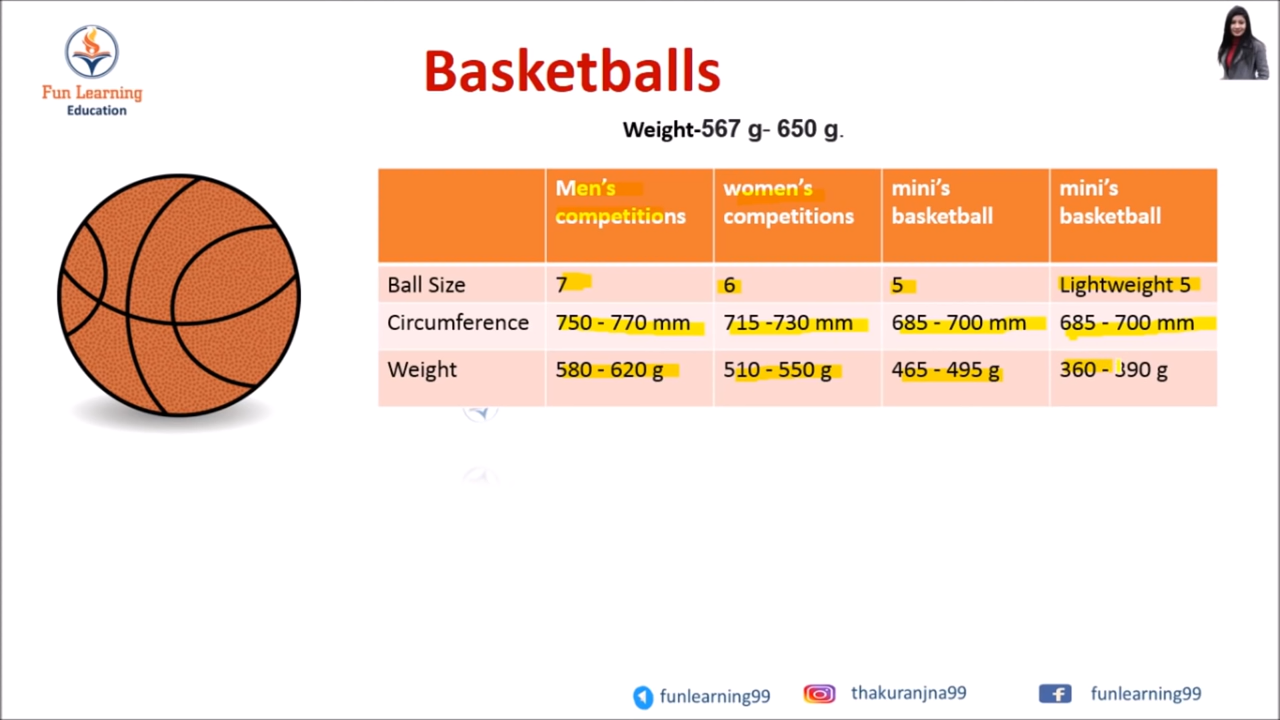 Fun Learning
Education
Basketballs
Weight-567 g- 650 g.
Men's competitions women's competitions mini's basketball mini's basketball
Ball Size 7 6 5 Lightweight 5
Circumference 750 - 770 mm 715 -730 mm 685 - 700 mm 685 - 700 mm
Weight 580 - 620 g 510 - 550 g 465 - 495 g 360 - 390 g
funlearning99 thakuranjna99 funlearning99